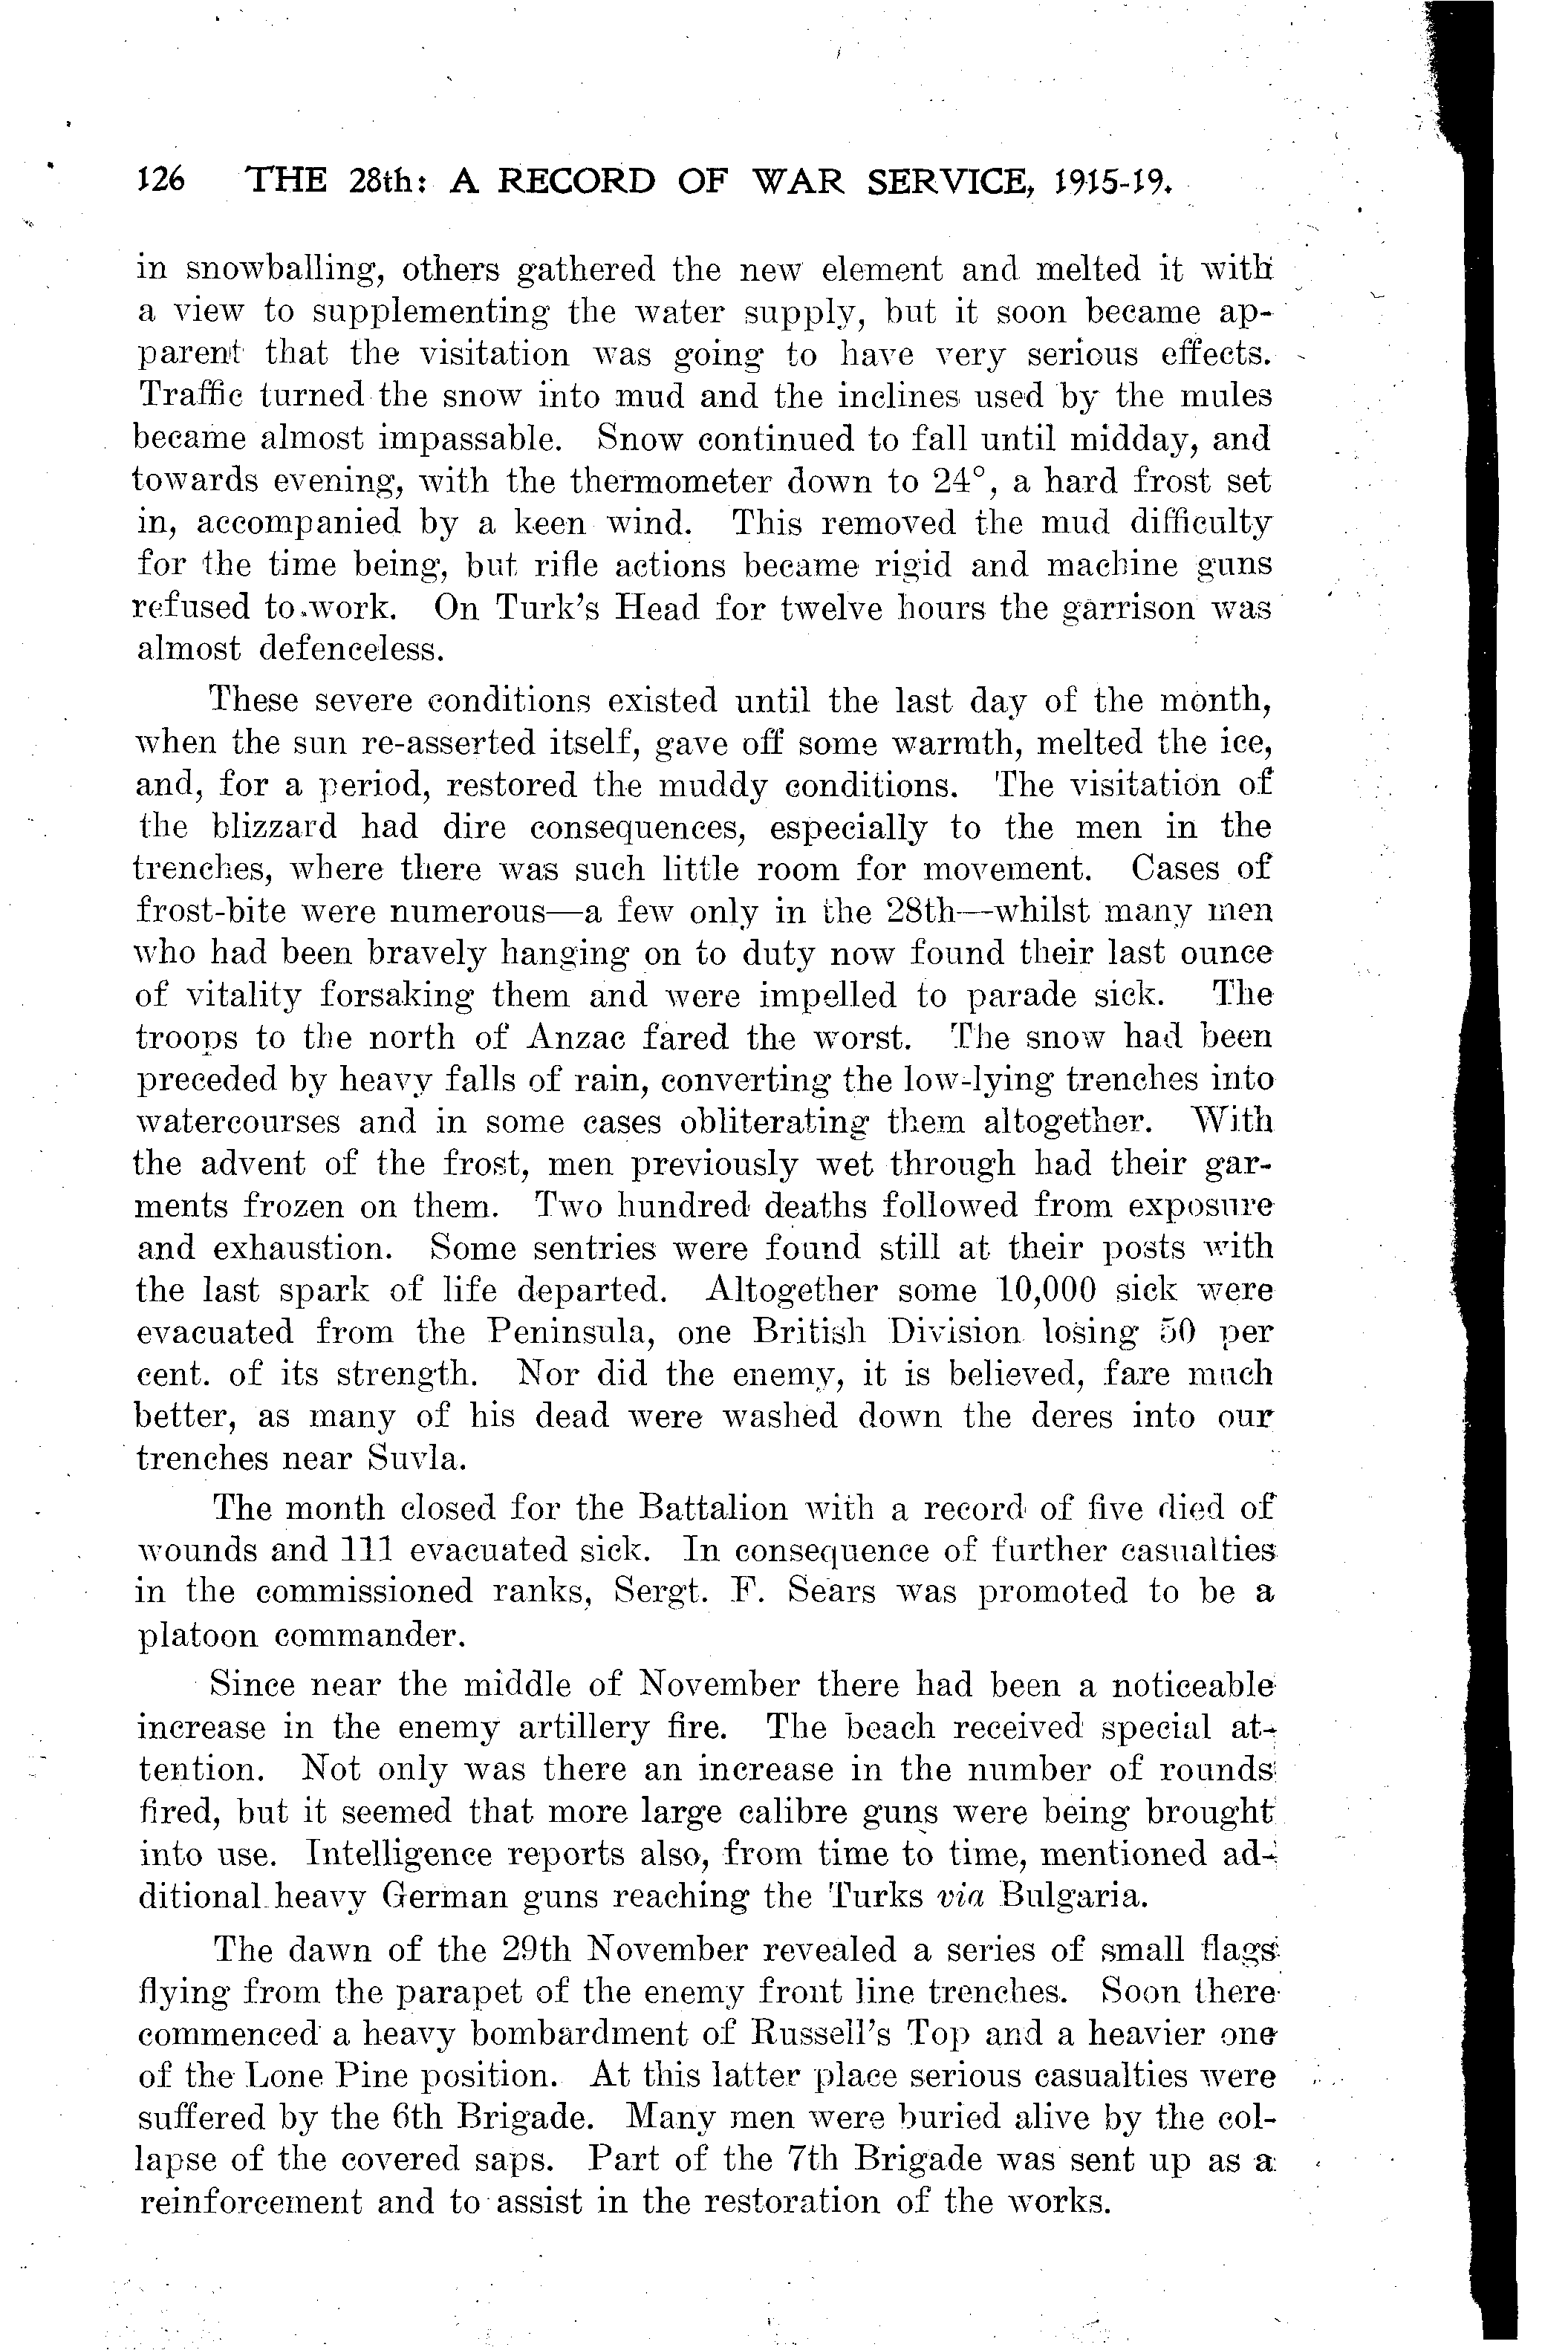 126 THE 28th: A RECORD OF WAR SERVICE, 1915-19.
in snowballing, others gathered the new element and melted it with
a view to supplementing the water supply, but it soon became ap-
parent that the visitation was going to have very serious effects.
Traffic turned the snow into mud and the inclines used by the mules
became almost impassable. Snow continued to fall until midday, and
towards evening, with the thermometer down to 24°, a hard frost set
in, accompanied by a keen wind. This removed the mud difficulty
for the time being, but rifle actions became rigid and machine guns
refused to work. On Turk's Head for twelve hours the garrison was
almost defenceless.
These severe conditions existed until the last day of the month,
when the sun re-asserted itself, gave off some warmth, melted the ice,
and, for a period, restored the muddy conditions. The visitation of
the blizzard had dire consequences, especially to the men in the
trenches, where there was such little room for movement. Cases of
frost-bite were numerous—a few only in the 28th—whilst many men
who had been bravely hanging on to duty now found their last ounce
of vitality forsaking them and were impelled to parade sick. The
troops to the north of Anzac fared the worst. The snow had been
preceded by heavy falls of rain, converting the low-lying trenches into
watercourses and in some cases obliterating them altogether. With
the advent of the frost, men previously wet through had their gar-
ments frozen on them. Two hundred deaths followed from exposure
and exhaustion. Some sentries were found still at their posts with
the last spark of life departed. Altogether some 10,000 sick were
evacuated from the Peninsula, one British Division losing 50 per
cent. of its strength. Nor did the enemy, it is believed, fare much
better, as many of his dead were washed down the deres into our
trenches near Suvla.
The month closed for the Battalion with a record of five died of
wounds and 111 evacuated sick. In consequence of further casualties
in the commissioned ranks, Sergt. F. Sears was promoted to be a
platoon commander.
Since near the middle of November there had been a noticeable
increase in the enemy artillery fire. The beach received special at-
tention. Not only was there an increase in the number of rounds
fired, but it seemed that more large calibre guns were being brought
into use. Intelligence reports also, from time to time, mentioned ad-
ditional heavy German guns reaching the Turks via Bulgaria.
The dawn of the 29th November revealed a series of small flags
flying from the parapet of the enemy front line trenches. Soon there
commenced a heavy bombardment of Russell's Top and a heavier one
of the Lone Pine position. At this latter place serious casualties were
suffered by the 6th Brigade. Many men were buried alive by the col-
lapse of the covered saps. Part of the 7th Brigade was sent up as a
reinforcement and to assist in the restoration of the works.